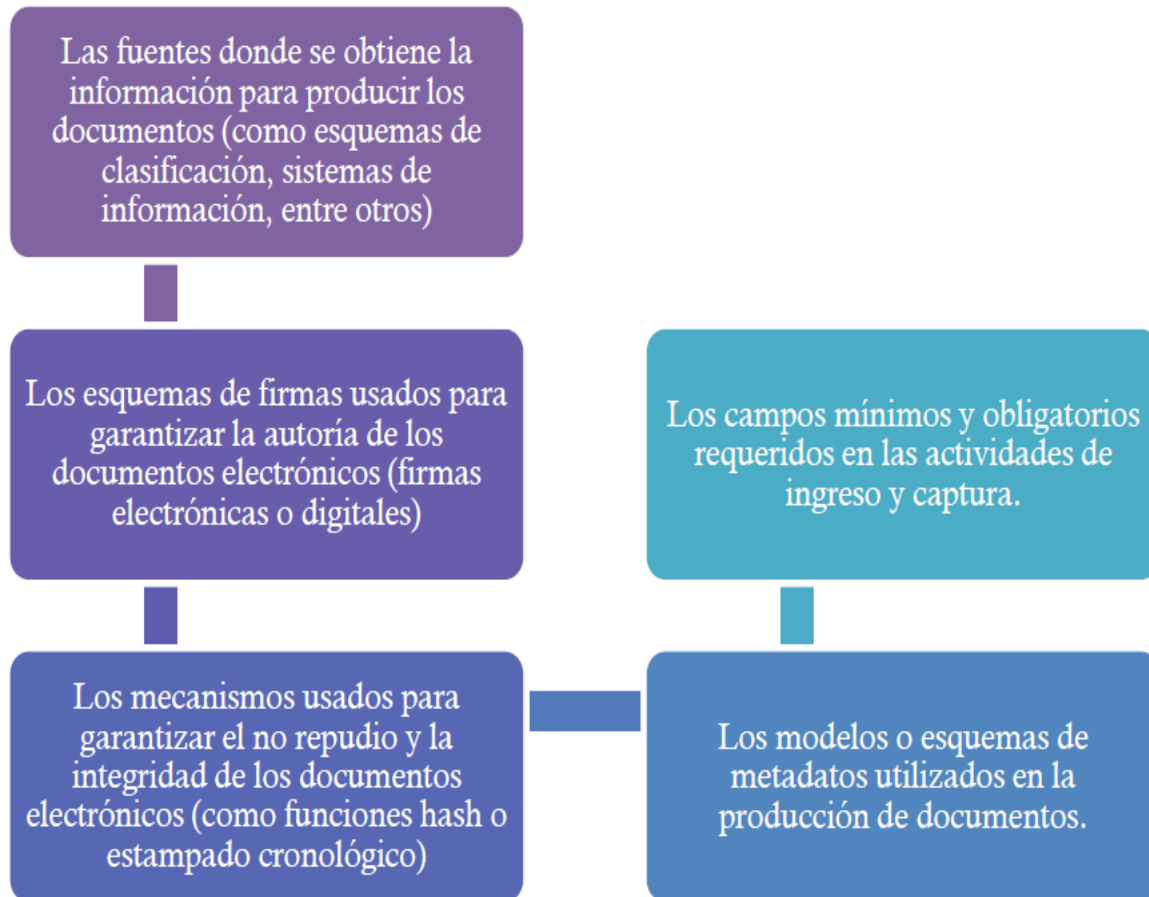 Las fuentes donde se obtiene la
información para producir los
documentos (como esquemas de
clasificación, sistemas de
información, entre otros)
Los esquemas de firmas usados para
garantizar la autoría de los
documentos electrónicos (firmas
electrónicas o digitales)
Los mecanismos usados para
garantizar el no repudio y la
integridad de los documentos
electrónicos (como funciones hash o
estampado cronológico)
Los modelos o esquemas de
metadatos utilizados en la
producción de documentos.
Los campos mínimos y obligatorios
requeridos en las actividades de
ingreso y captura.